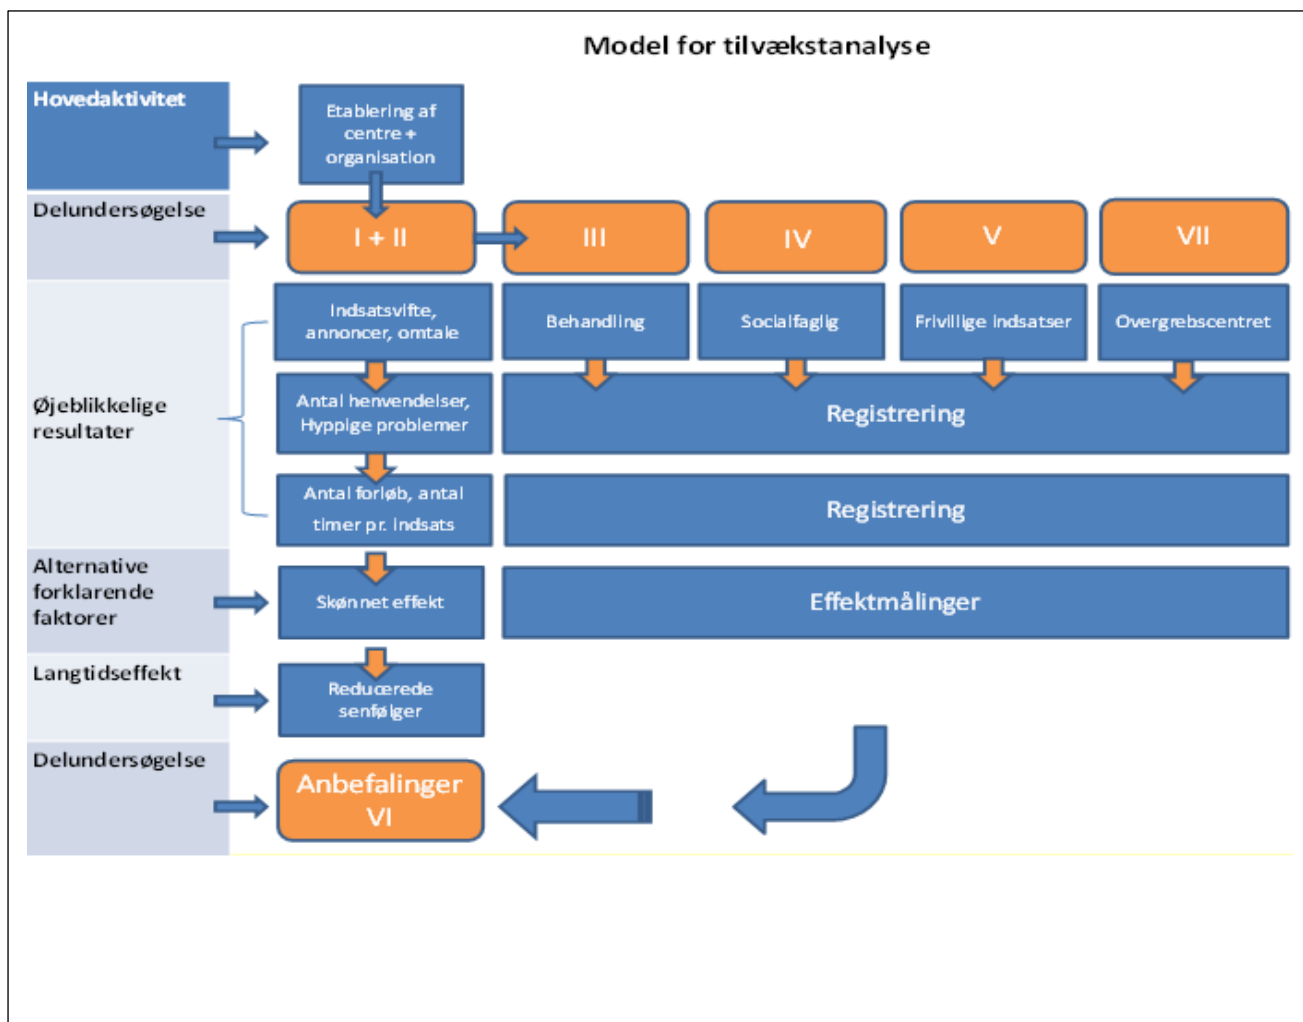 Model for tilvækstanalyse
Hovedaktivitet
Etablering af
centre +
organisation
Delundersøgelse
I + II
III
IV
V
VII
Indsatsvifte,
annoncer, omtale
Behandling
Socialfaglig
Frivillige indsatser
Overgrebscentret
Øjeblikkelige
resultater
Antal henvendelser,
Hyppige problemer
Registrering
Antal forløb, antal
timer pr. indsats
Registrering
Alternative
forklarende
faktorer
Skønnet effekt
Effektmålinger
Langtidseffekt
Reducerede
senfølger
Delundersøgelse
Anbefalinger
VI